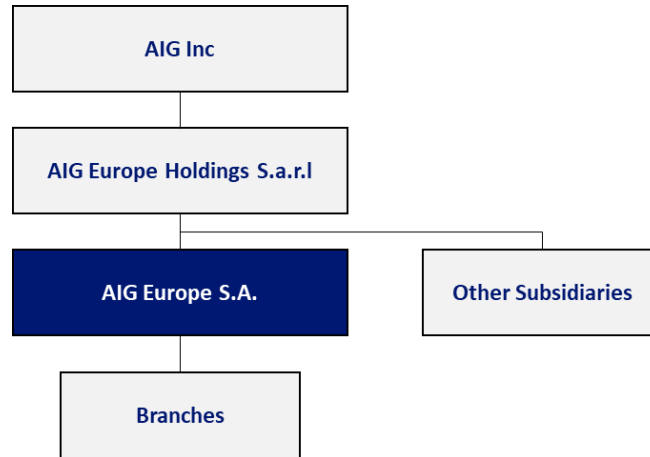 AIG Inc
AIG Europe Holdings S.a.r.l
AIG Europe S.A.
Other Subsidiaries
Branches